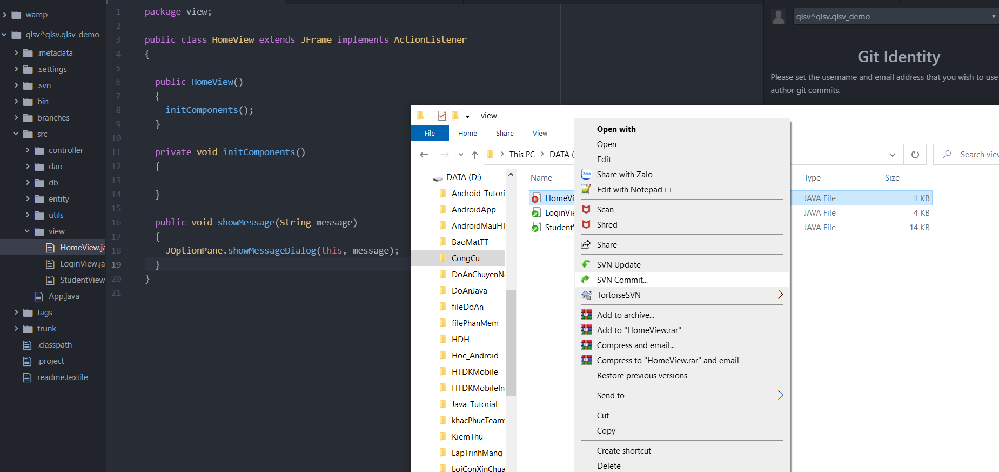 wamp
qlsv^qlsv.qlsv_demo
.metadata
.settings
.svn
bin
branches
src
controller
dao
db
entity
utils
view
HomeView.ja
LoginView.ja
StudentView
App.java
tags
trunk
.classpath
.project
readme.textile
1 package view;
2
3 public class HomeView extends JFrame implements ActionListener
4 {
5
6 public HomeView()
7 {
8 initComponents();
9 }
10
11 private void initComponents()
12 {
13
14 }
15
16 public void showMessage(String message)
17 {
18 JOptionPane.showMessageDialog(this, message);
19 }
20 }
21
qlsv^qlsv.qlsv_demo
Git Identity
Please set the username and email address that you wish to use
author git commits.
view
File Home Share View
This PC DATA (
Search view
DATA (D:)
Android_Tutori
AndroidApp
AndroidMauHT
BaoMatTT
CongCu
DoAnChuyenNg
DoAnJava
fileDoAn
filePhanMem
HDH
Hoc_Android
HTDKMobile
HTDKMobileIn
Java_Tutorial
khacPhucTeamv
KiemThu
LapTrinhMang
LoiConXinChua
Name Type Size
HomeVi JAVA File 1 KB
LoginVie JAVA File 4 KB
StudentV JAVA File 14 KB
Open with
Open
Edit
Zalo Share with Zalo
Edit with Notepad++
Scan
Shred
Share
SVN Update
SVN Commit...
TortoiseSVN
Add to archive...
Add to "HomeView.rar"
Compress and email...
Compress to "HomeView.rar" and email
Restore previous versions
Send to
Cut
Copy
Create shortcut
Delete